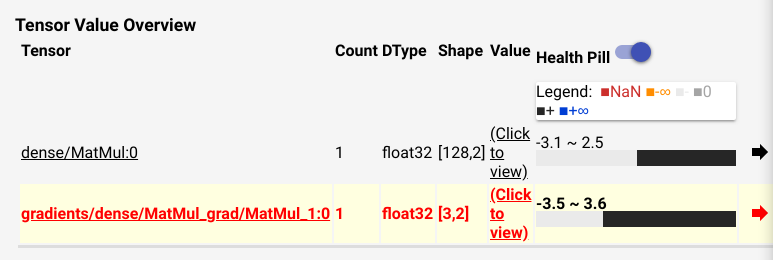 Tensor Value Overview
Tensor Count DType Shape Value Health Pill
Legend: ■NaN ■-∞ ■- ■0
■+ ■+∞
dense/MatMul:0 1 float32 [128,2] (Click to view) -3.1 ~ 2.5
gradients/dense/MatMul_grad/MatMul_1:0 1 float32 [3,2] (Click to view) -3.5 ~ 3.6